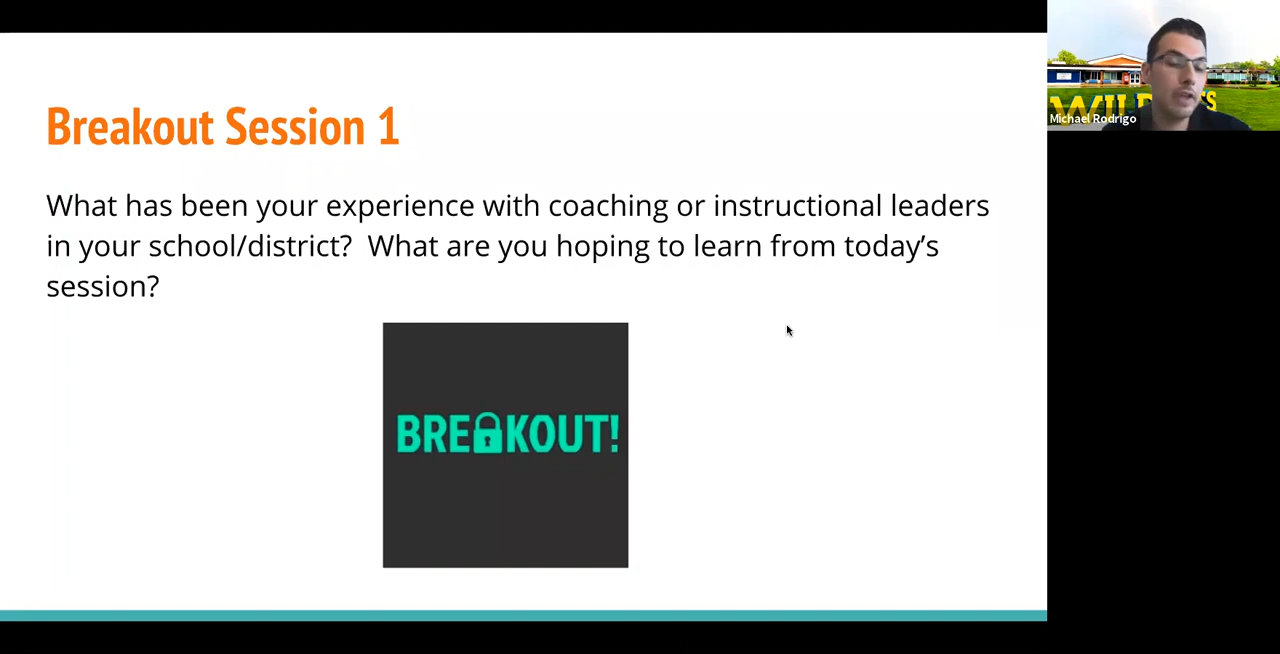 Breakout Session 1
What has been your experience with coaching or instructional leaders
in your school/district?  What are you hoping to learn from today’s
session?
BREAKOUT!
Michael Rodrigo